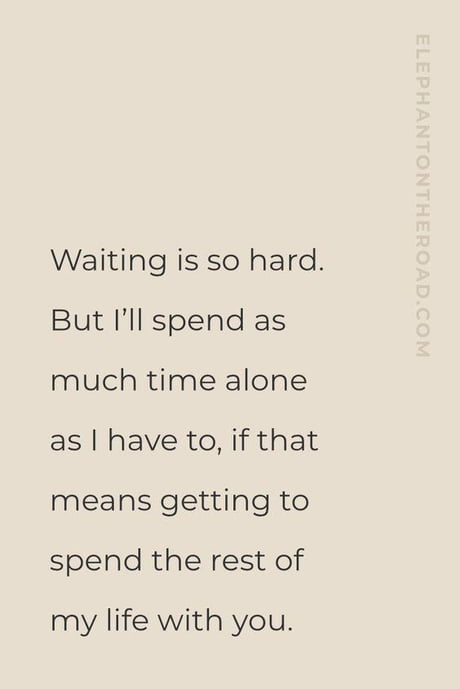 ELEPHANTONTHEROAD.COM
Waiting is so hard.
But I’ll spend as
much time alone
as I have to, if that
means getting to
spend the rest of
my life with you.